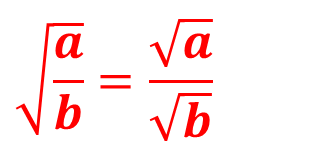 √(a/b) = √a/√b